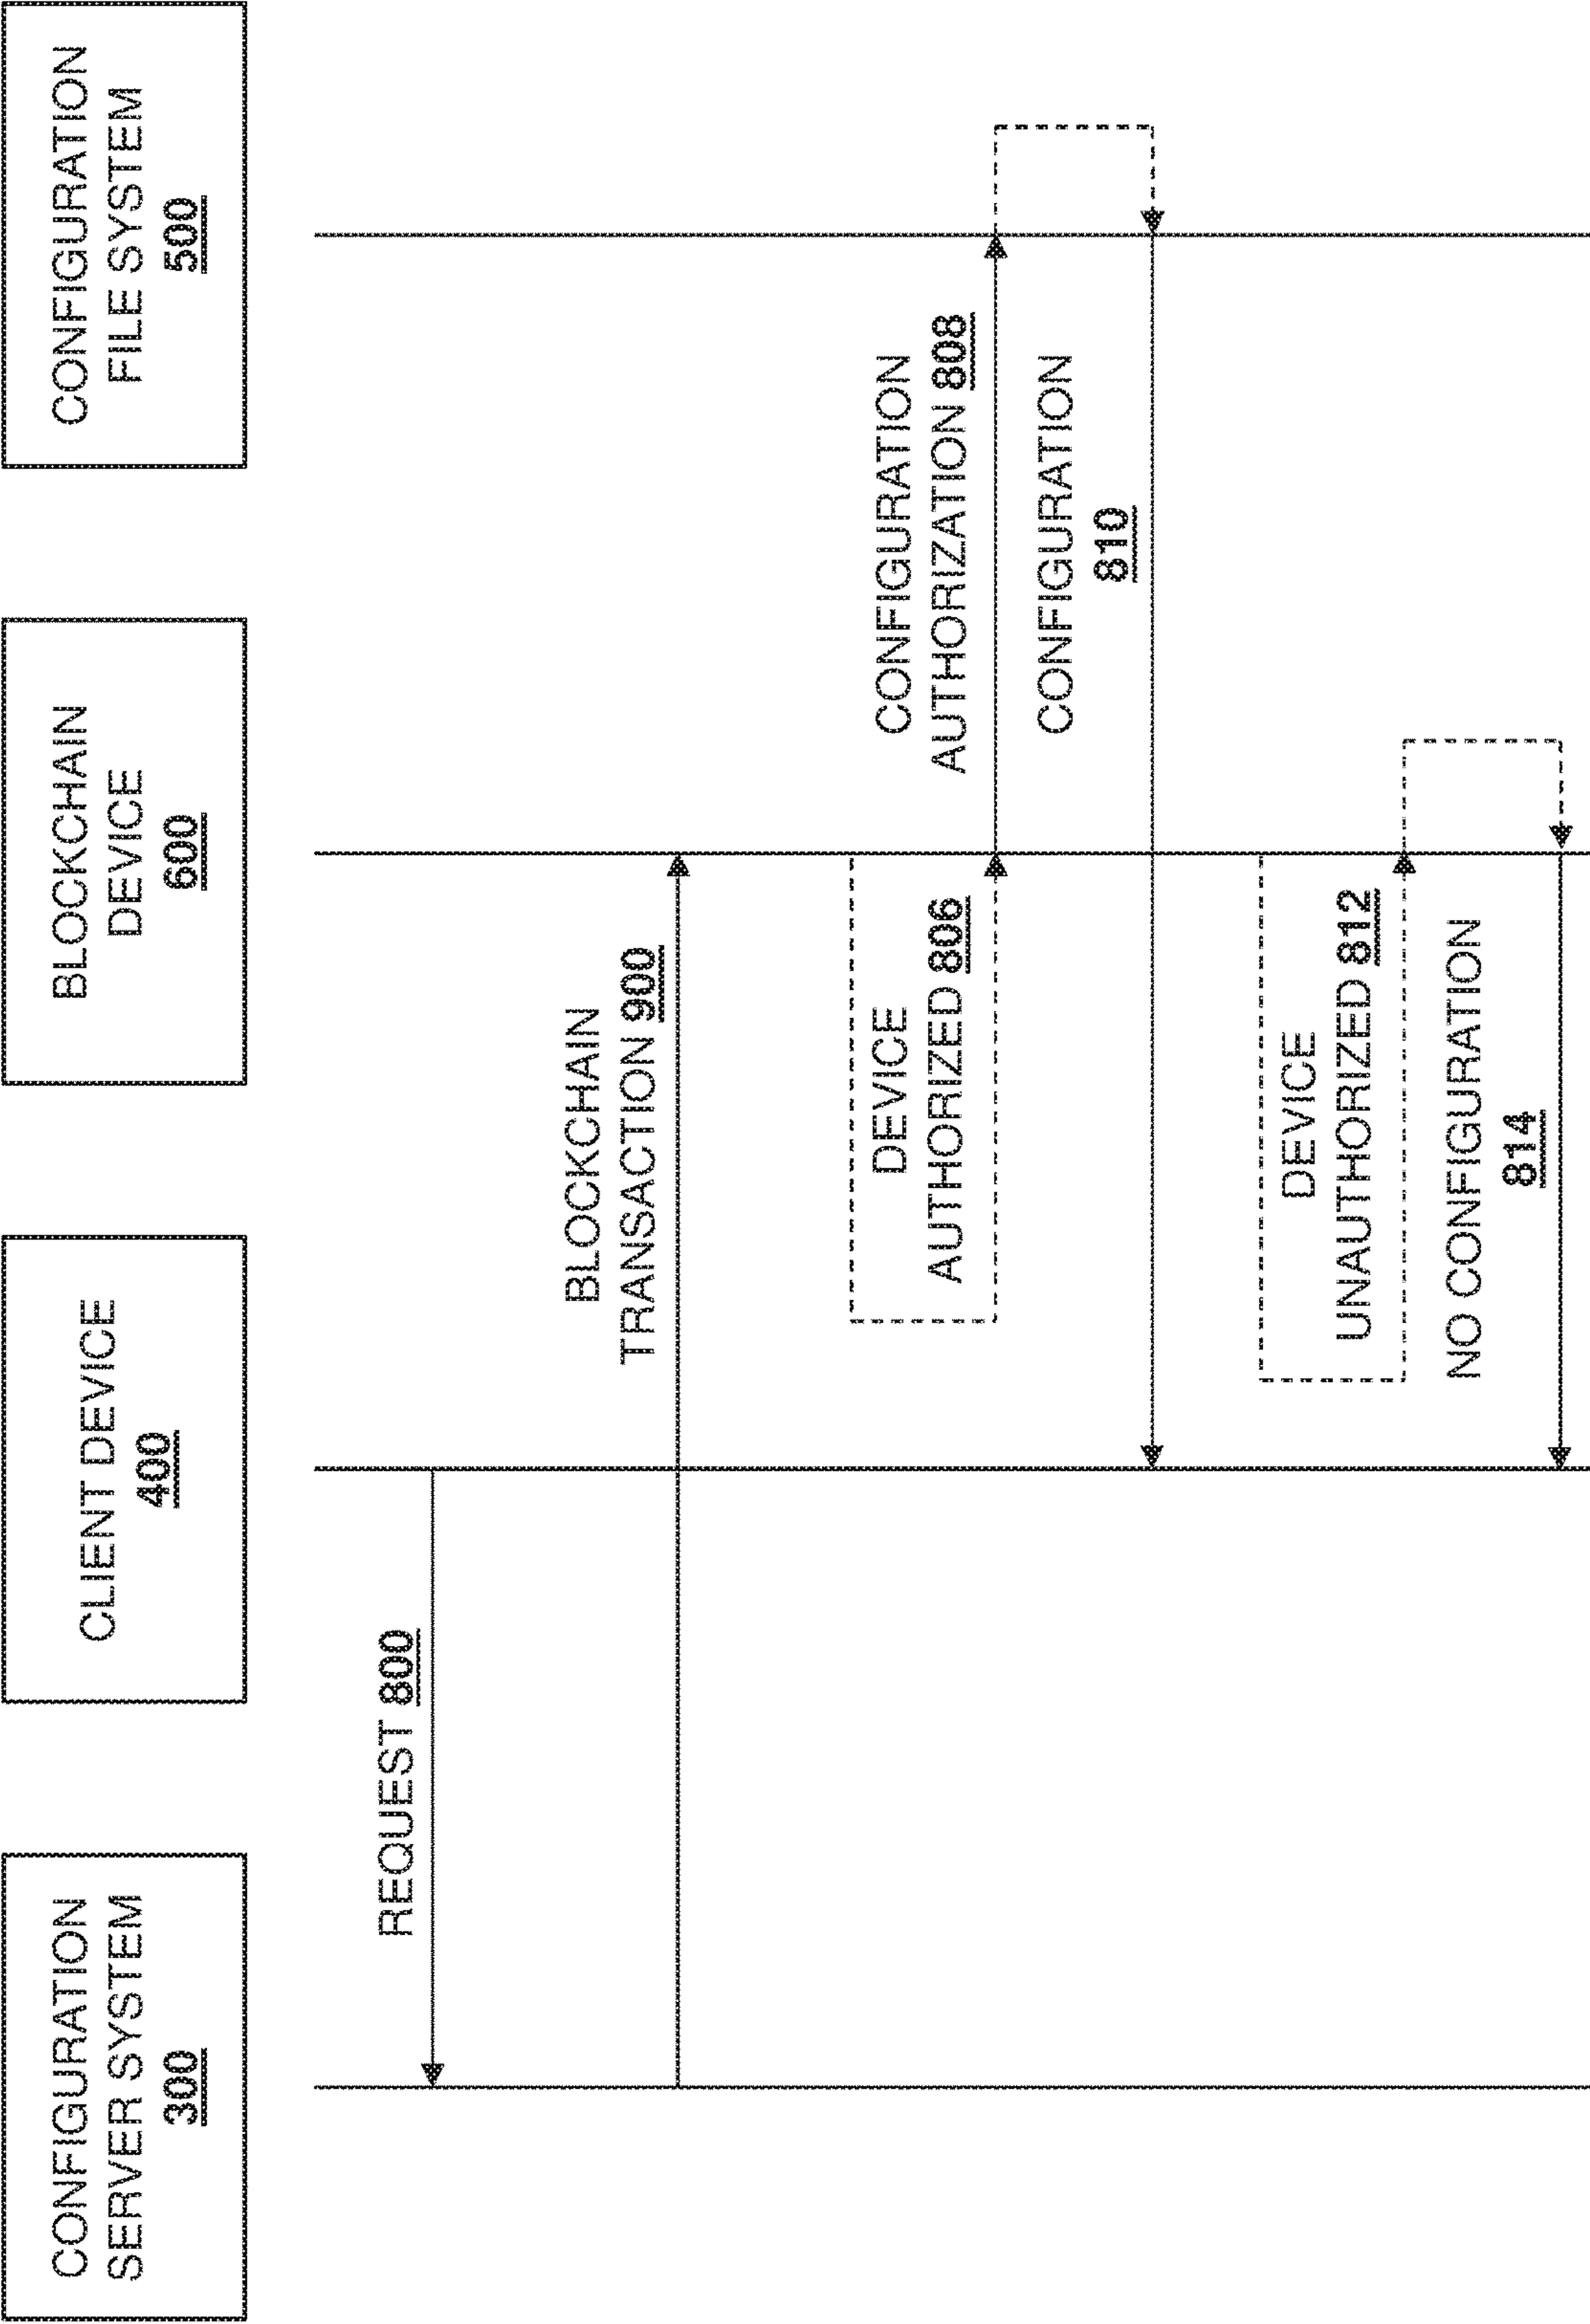 CONFIGURATION
SERVER SYSTEM
300
CLIENT DEVICE
400
BLOCKCHAIN
DEVICE
600
CONFIGURATION
FILE SYSTEM
500
REQUEST 800
BLOCKCHAIN
TRANSACTION 900
DEVICE
AUTHORIZED 806
CONFIGURATION
AUTHORIZATION 808
CONFIGURATION
810
DEVICE
UNAUTHORIZED 812
NO CONFIGURATION
814